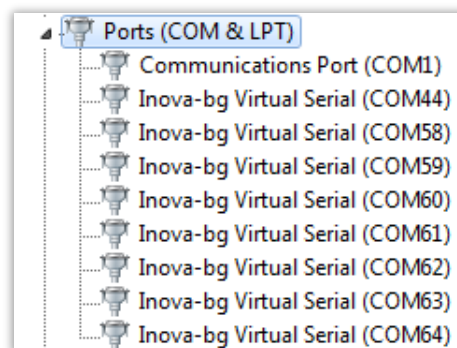 Ports (COM & LPT)
Communications Port (COM1)
Inova-bg Virtual Serial (COM44)
Inova-bg Virtual Serial (COM58)
Inova-bg Virtual Serial (COM59)
Inova-bg Virtual Serial (COM60)
Inova-bg Virtual Serial (COM61)
Inova-bg Virtual Serial (COM62)
Inova-bg Virtual Serial (COM63)
Inova-bg Virtual Serial (COM64)